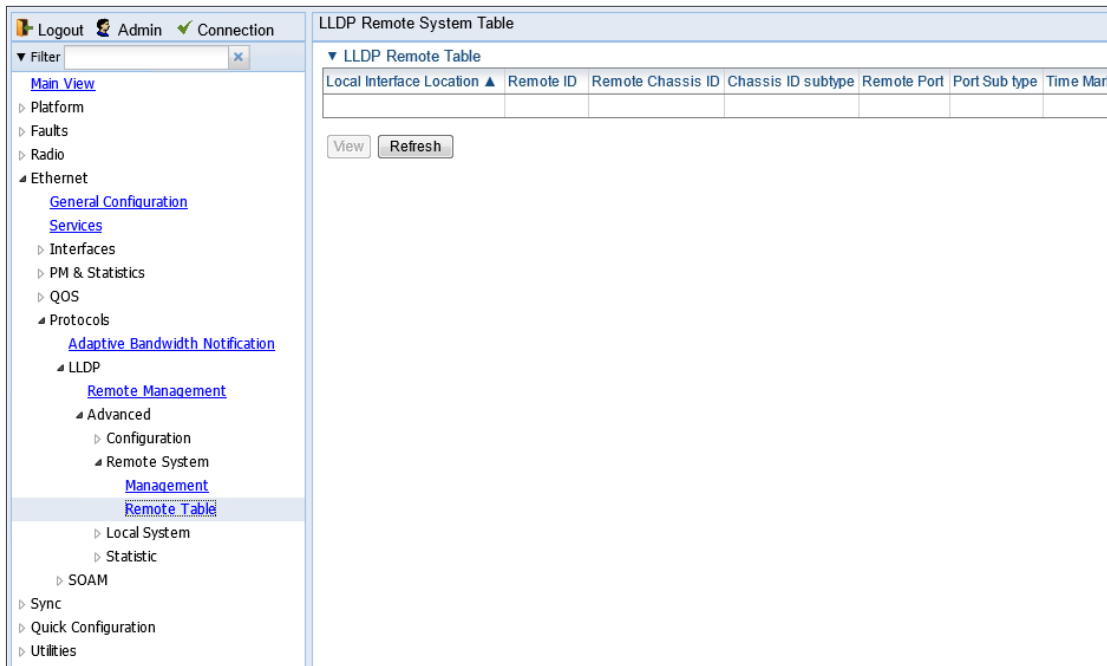 Logout Admin Connection
Filter
Main View
Platform
Faults
Radio
Ethernet
General Configuration
Services
Interfaces
PM & Statistics
QOS
Protocols
Adaptive Bandwidth Notification
LLDP
Remote Management
Advanced
Configuration
Remote System
Management
Remote Table
Local System
Statistic
SOAM
Sync
Quick Configuration
Utilities
LLDP Remote System Table
▼ LLDP Remote Table
Local Interface Location ▲ Remote ID Remote Chassis ID Chassis ID subtype Remote Port Port Sub type Time Mar
View Refresh